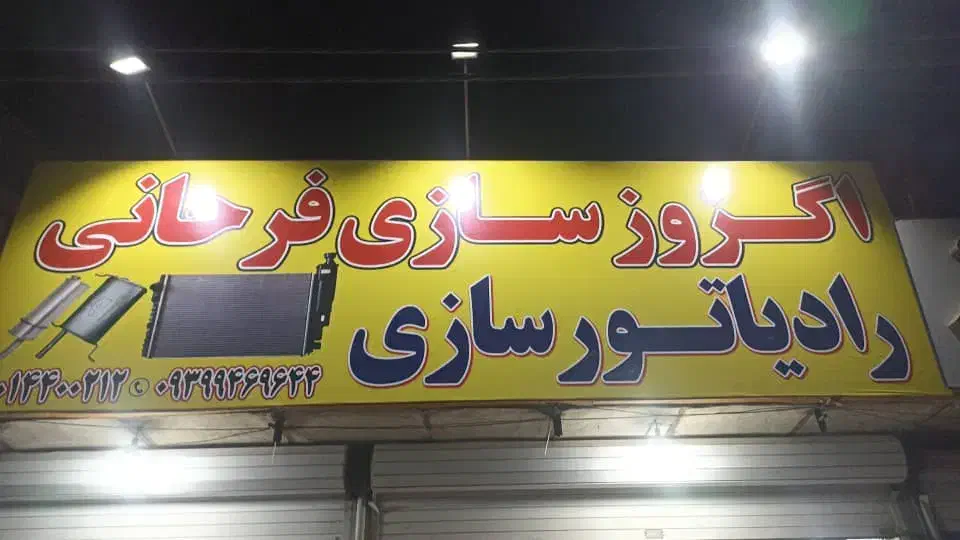 اگزوز سازی فرحانی
رادیاتور سازی
۰۹۳۹۹۴۶۹۶۴۴